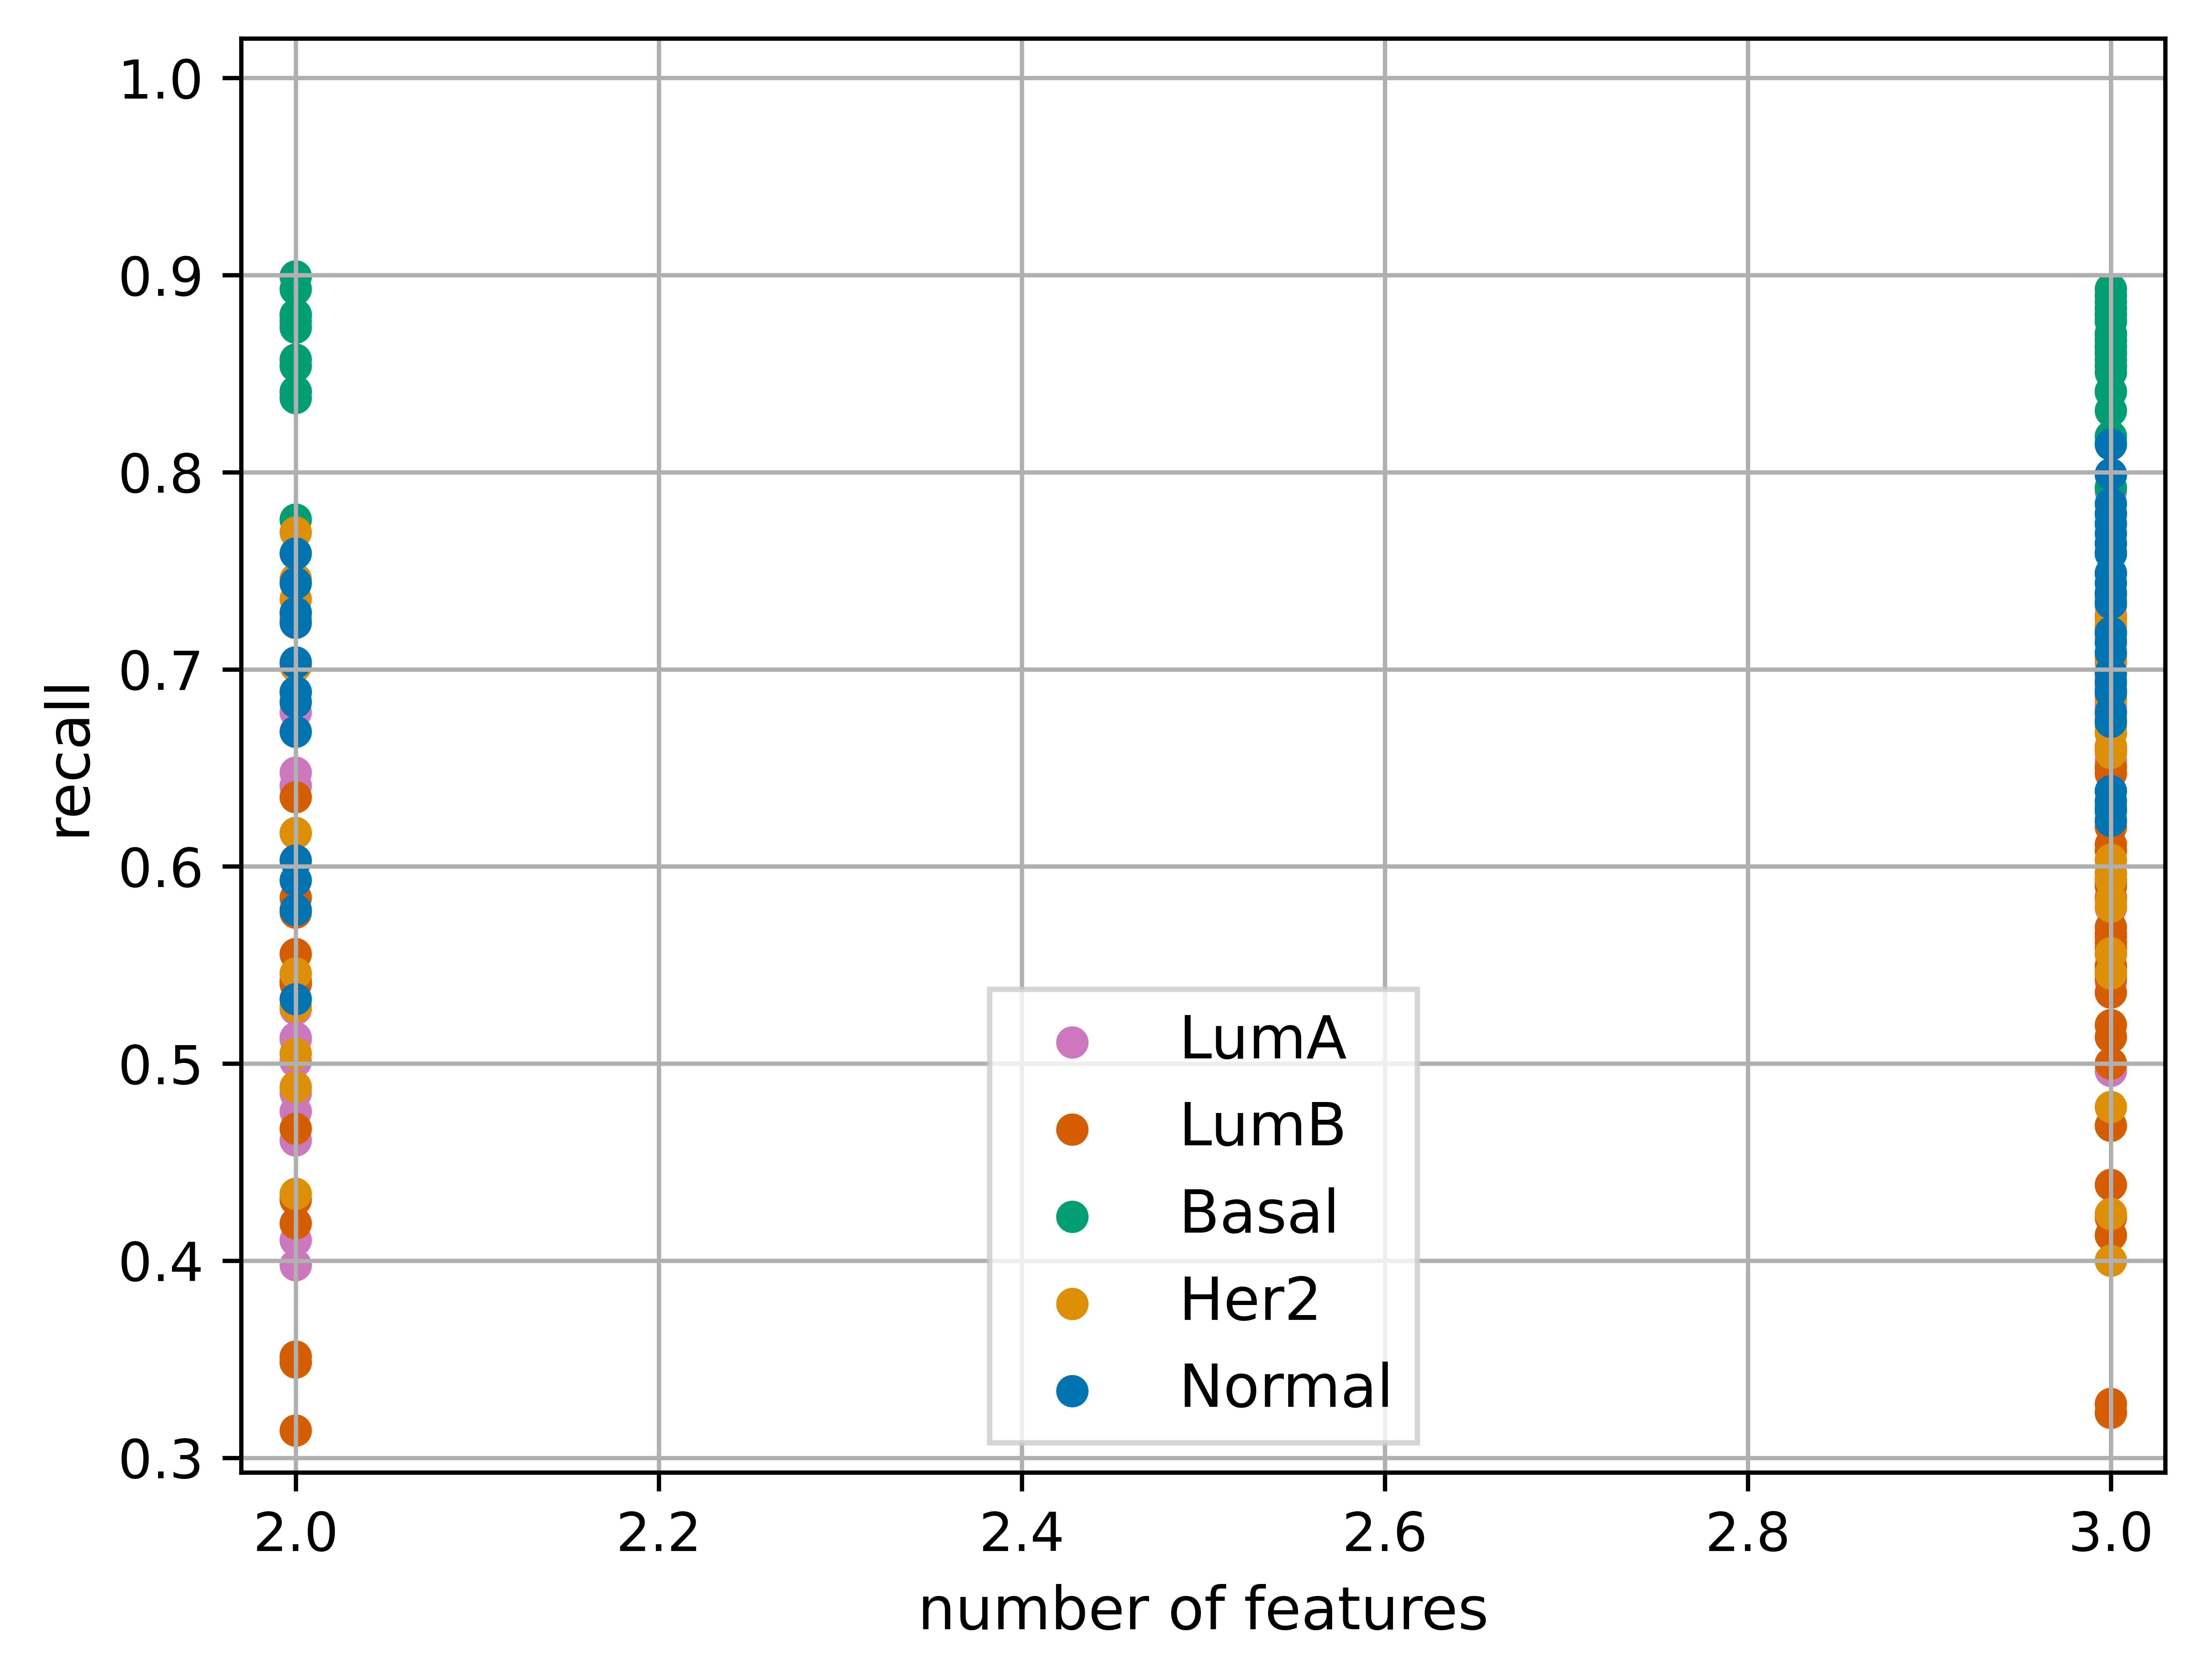 1.0
0.9
0.8
0.7
0.6
0.5
0.4
0.3
recall
LumA
LumB
Basal
Her2
Normal
2.0 2.2 2.4 2.6 2.8 3.0
number of features